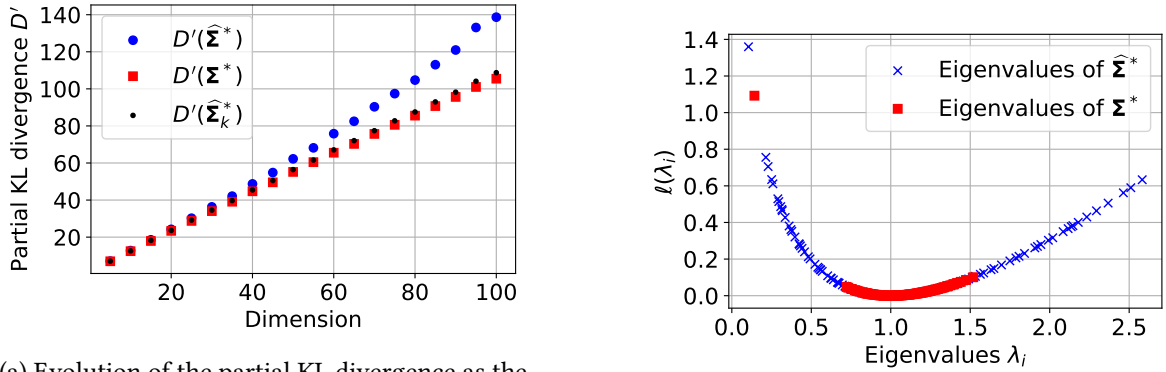 Partial KL divergence D′
140
120
100
80
60
40
20
D′(Σ̂*)
D′(Σ*)
D′(Σ̂*ₖ)
20 40 60 80 100
Dimension
(a) Evolution of the partial KL divergence as the
ℓ(λᵢ)
1.4
1.2
1.0
0.8
0.6
0.4
0.2
0.0
Eigenvalues of Σ̂*
Eigenvalues of Σ*
0.0 0.5 1.0 1.5 2.0 2.5
Eigenvalues λᵢ